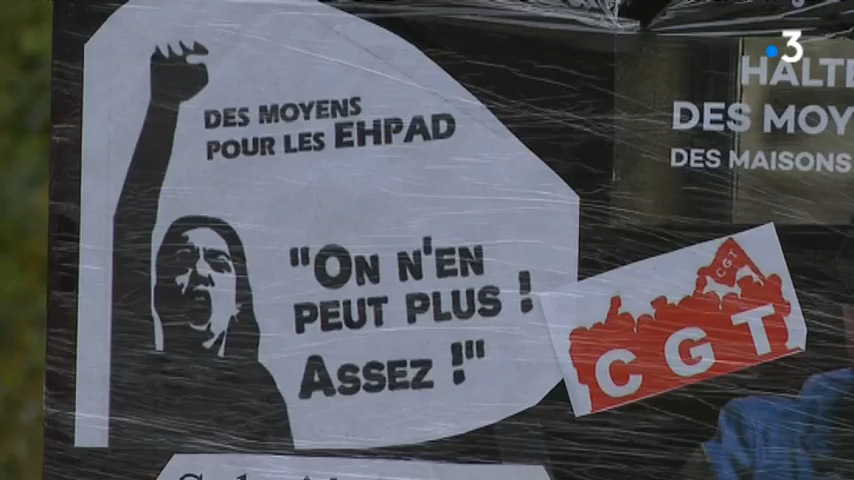 3
HALTE
DES MOYENS
POUR LES EHPAD
DES MOY
DES MAISONS
"ON N'EN
PEUT PLUS !
ASSEZ !"
CGT
CGT